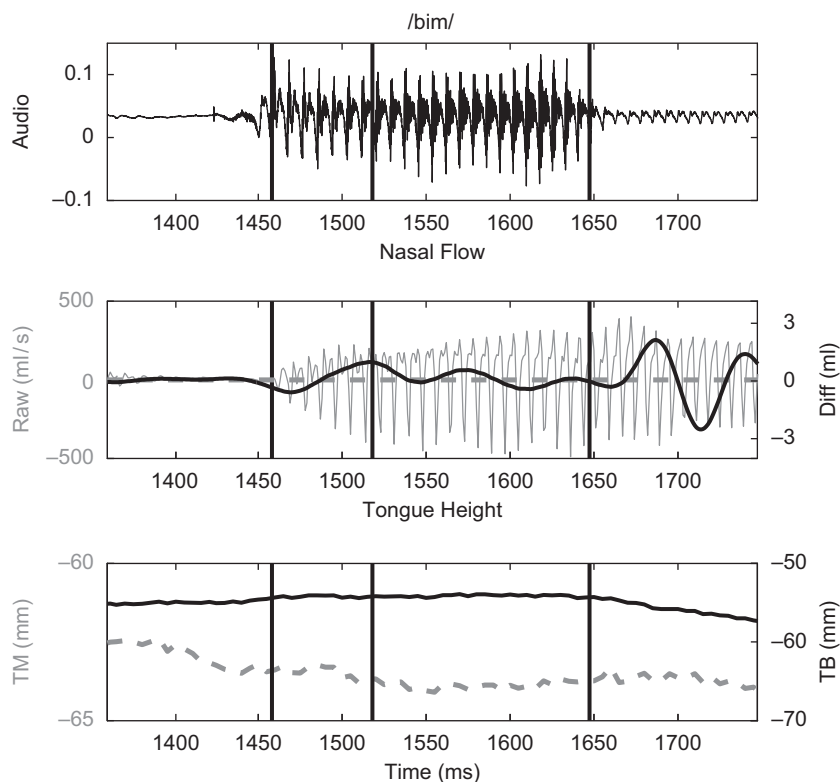 /bim/
Audio
0.1
0
–0.1
1400 1450 1500 1550 1600 1650 1700
Nasal Flow
Raw (ml/s)
500
0
–500
3
0
–3
Diff (ml)
1400 1450 1500 1550 1600 1650 1700
Tongue Height
TM (mm)
–60
–65
–50
–60
–70
TB (mm)
1400 1450 1500 1550 1600 1650 1700
Time (ms)